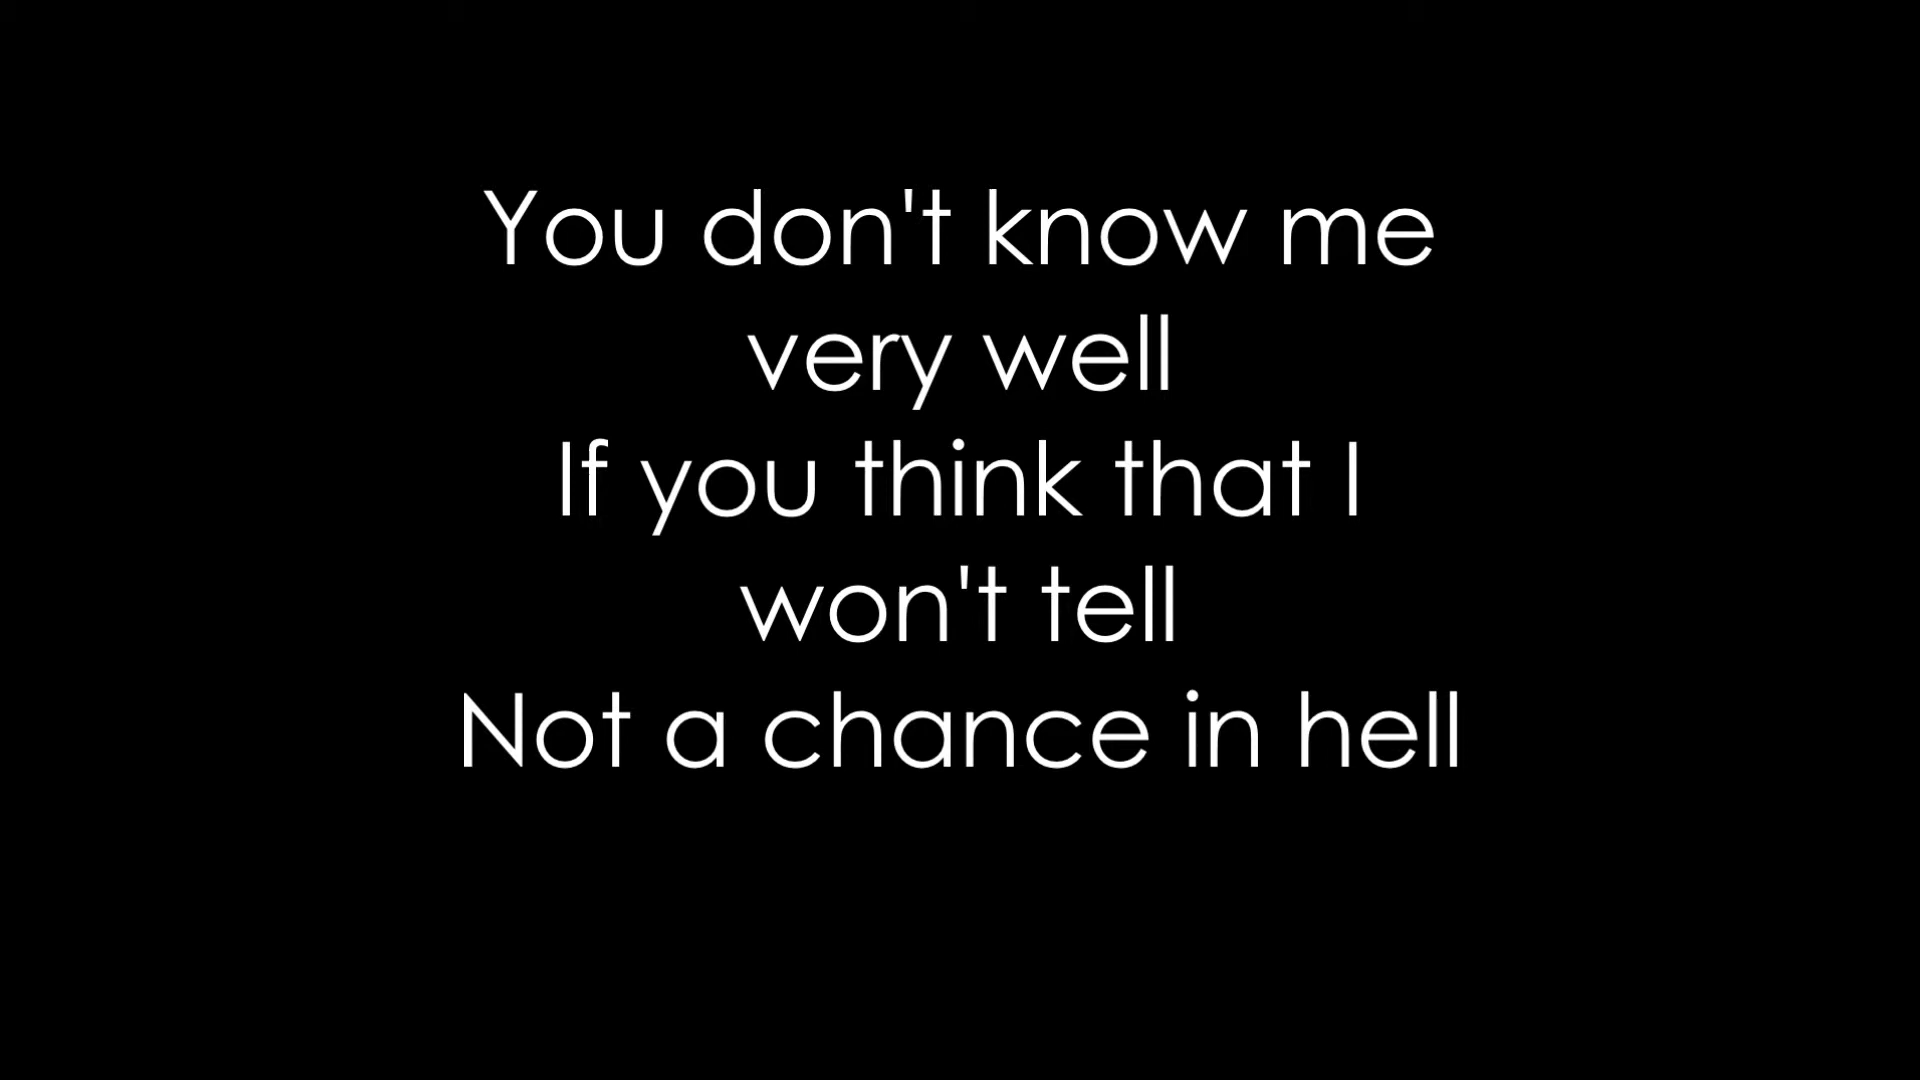 You don't know me
very well
If you think that I
won't tell
Not a chance in hell